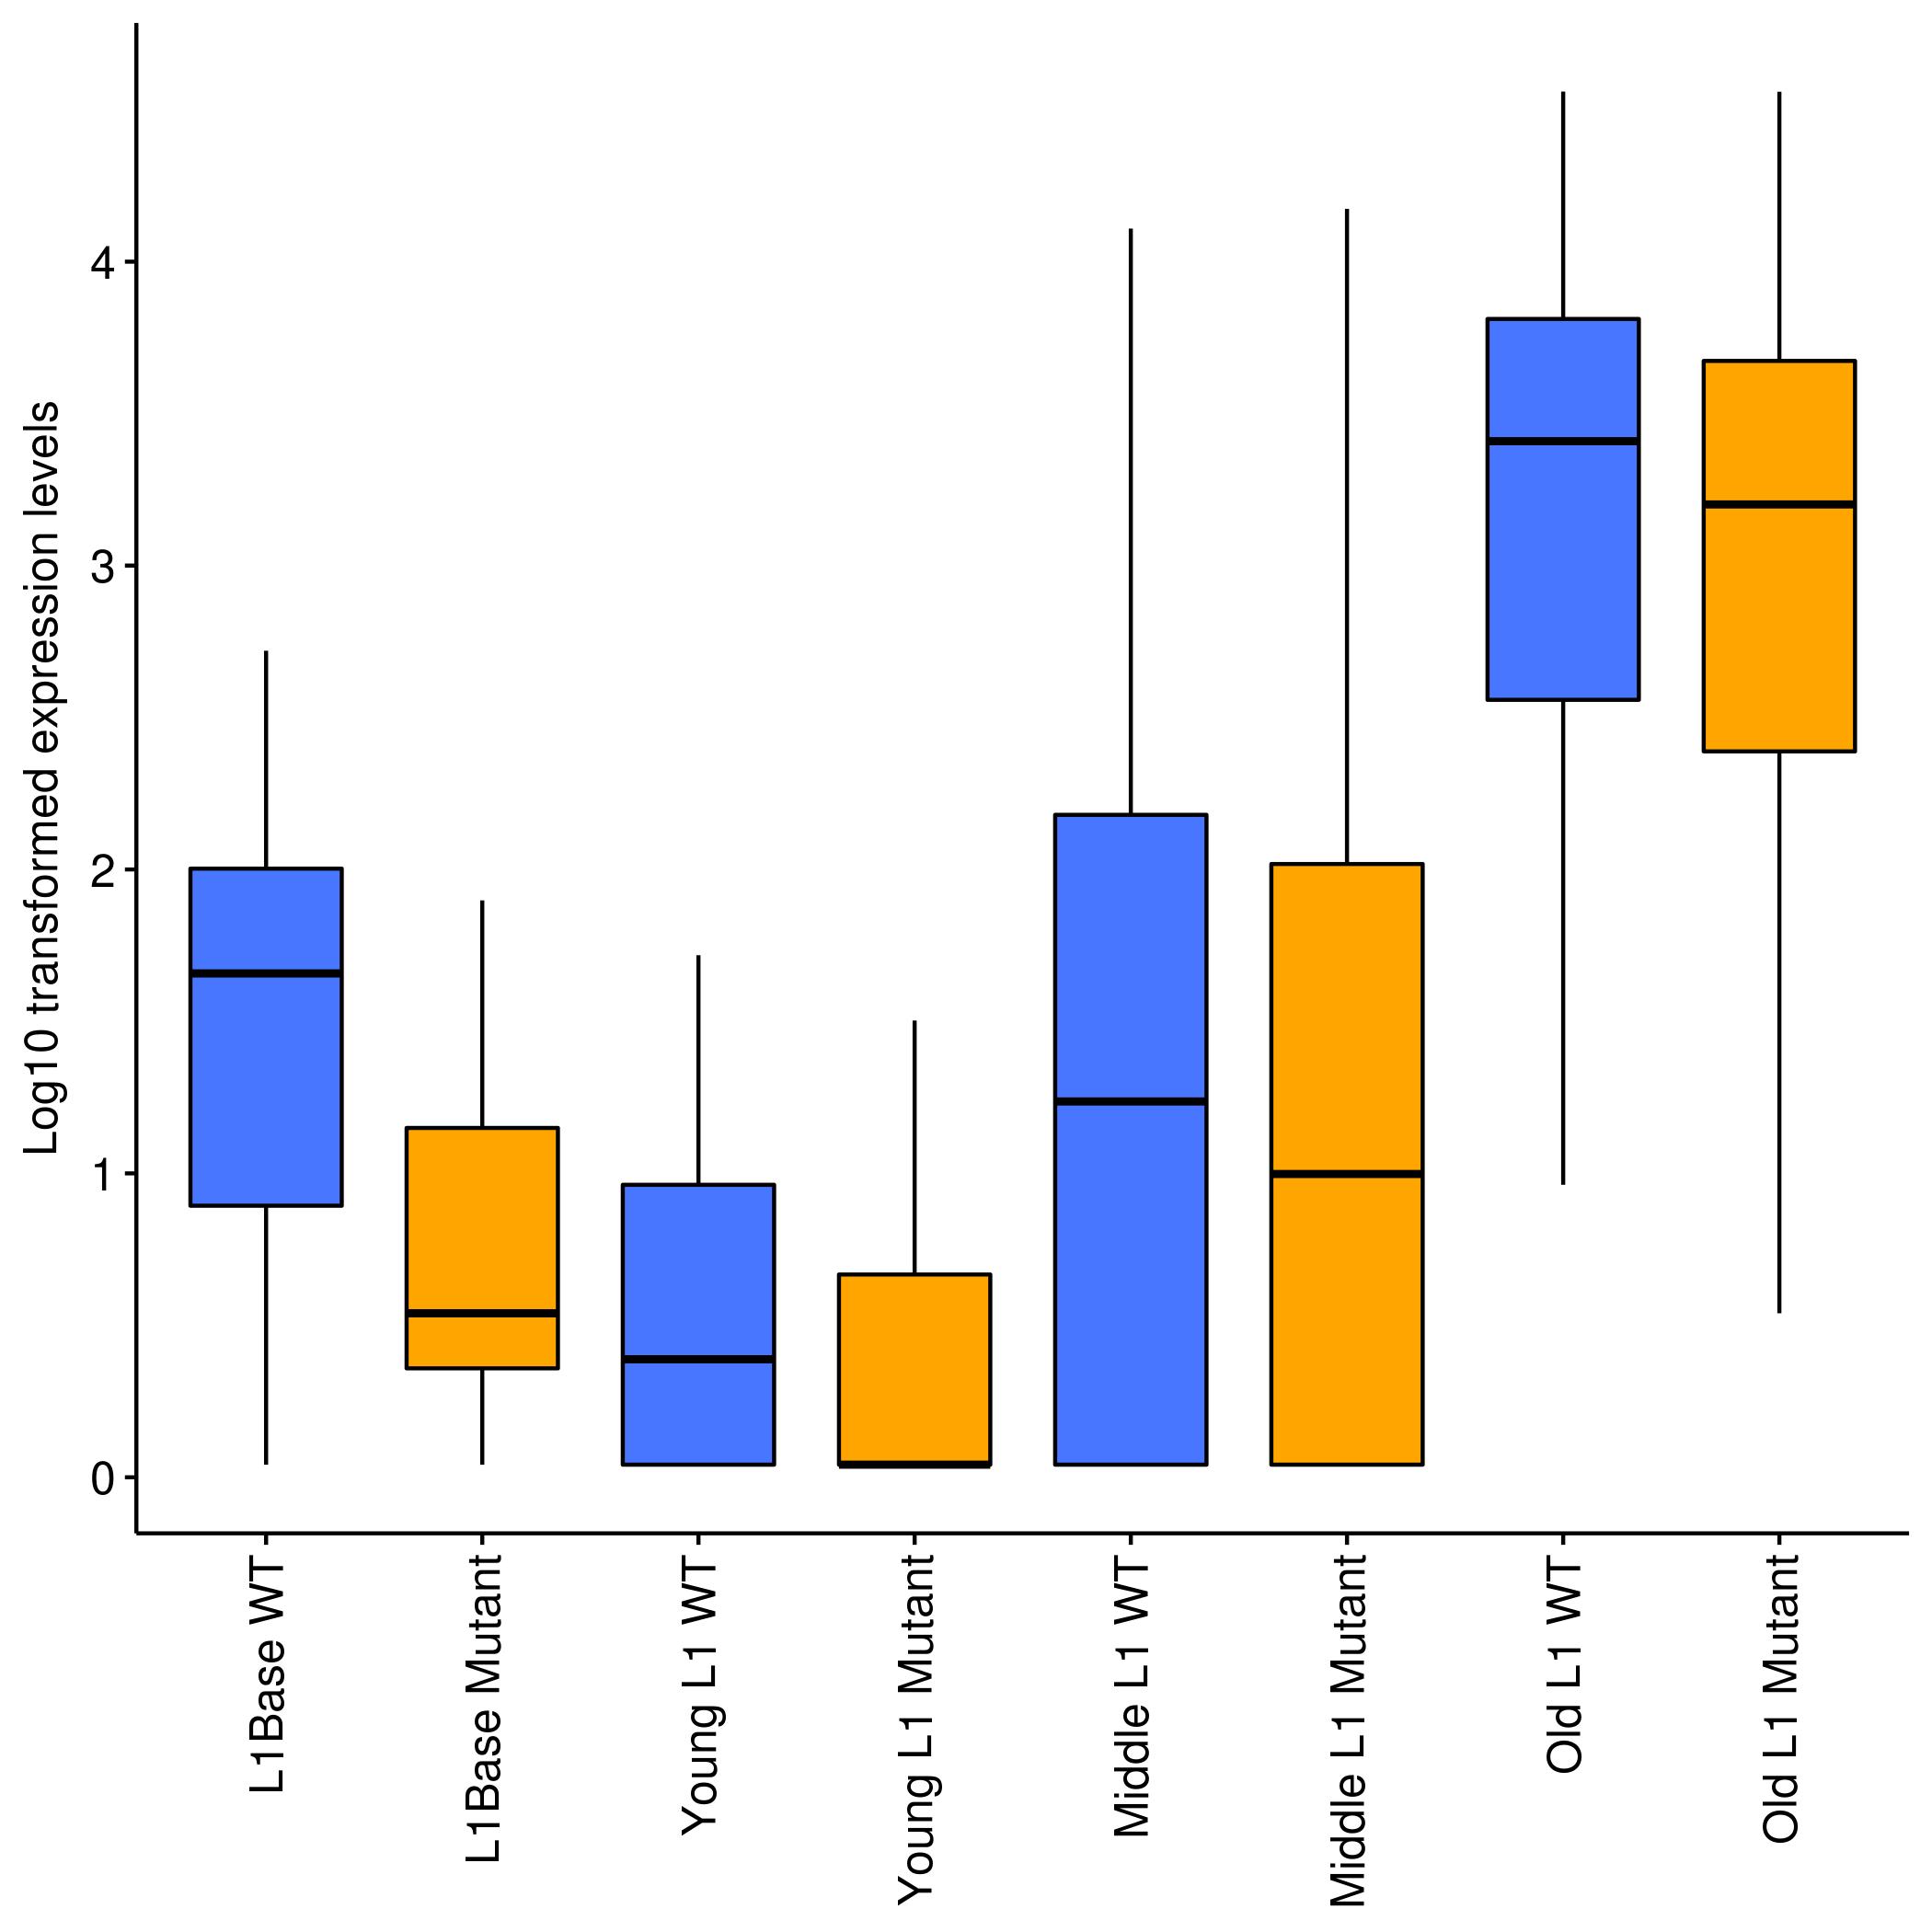 Log10 transformed expression levels
4
3
2
1
0
L1Base WT
L1Base Mutant
Young L1 WT
Young L1 Mutant
Middle L1 WT
Middle L1 Mutant
Old L1 WT
Old L1 Mutant